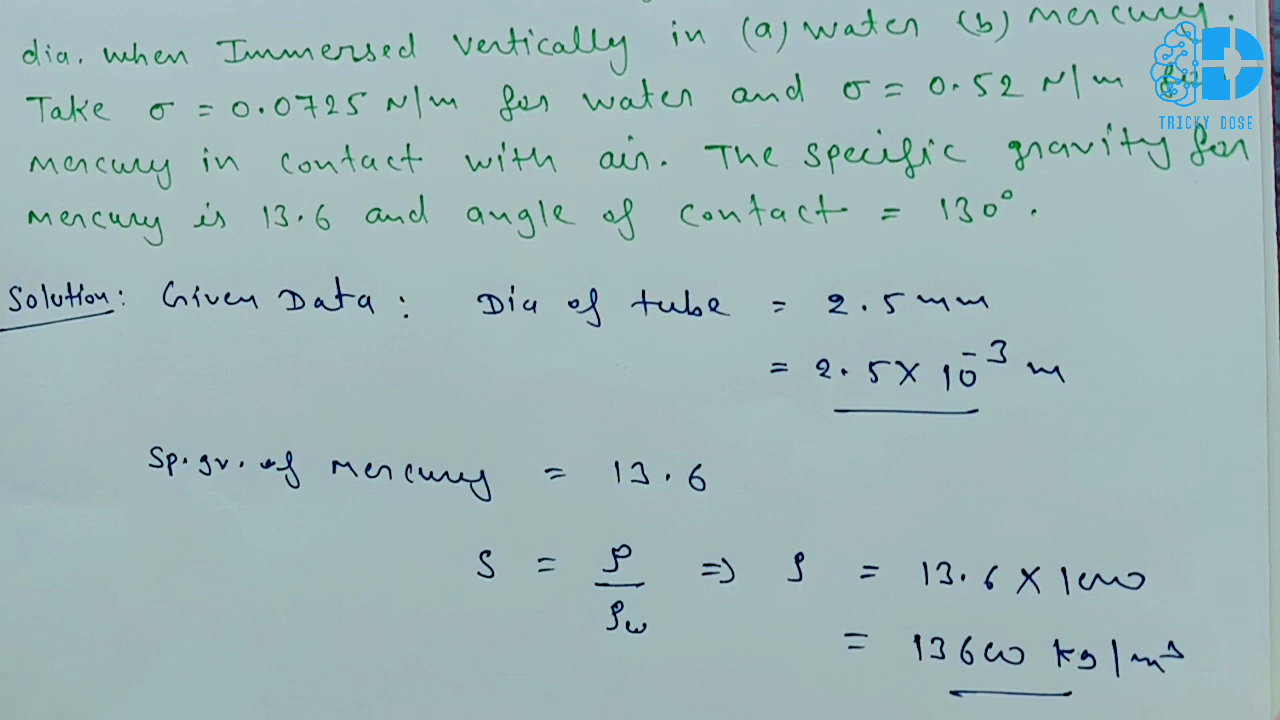 dia. when Immersed vertically in (a) water (b) mercury.
Take σ = 0.0725 N/m for water and σ = 0.52 N/m for
mercury in contact with air. The specific gravity for
mercury is 13.6 and angle of contact = 130°.
TRICKY DOSE
Solution: Given Data: Dia of tube = 2.5 mm
= 2.5 X 10⁻³ m
Sp.gr. of mercury = 13.6
S = ρ/ρw => ρ = 13.6 X 1000
= 13600 kg/m³